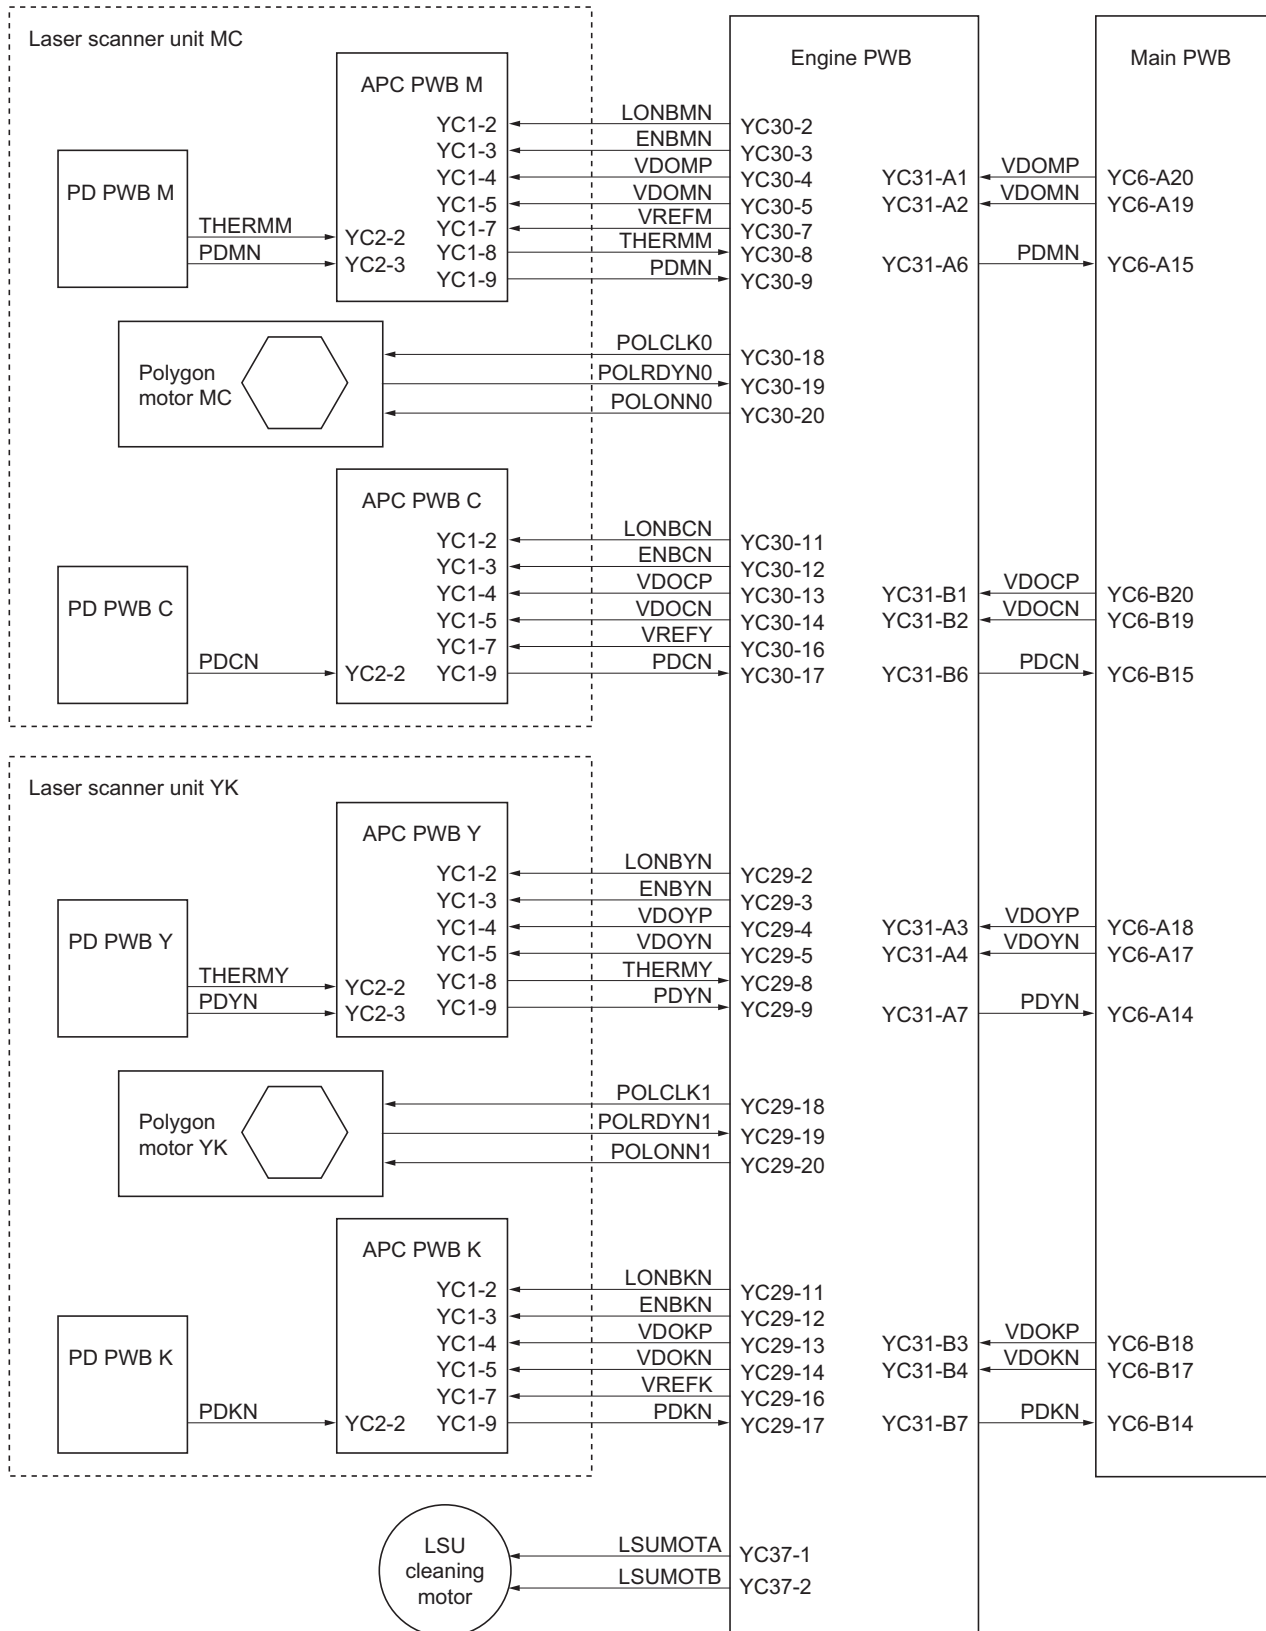 Laser scanner unit MC
Engine PWB
Main PWB
APC PWB M
PD PWB M
YC1-2 LONBMN YC30-2
YC1-3 ENBMN YC30-3
YC1-4 VDOMP YC30-4 YC31-A1 VDOMP YC6-A20
YC1-5 VDOMN YC30-5 YC31-A2 VDOMN YC6-A19
YC1-7 VREFM YC30-7
THERMM YC2-2 YC1-8 THERMM YC30-8
PDMN YC2-3 YC1-9 PDMN YC30-9 YC31-A6 PDMN YC6-A15
Polygon
motor MC
POLCLK0 YC30-18
POLRDYN0 YC30-19
POLONN0 YC30-20
APC PWB C
PD PWB C
YC1-2 LONBCN YC30-11
YC1-3 ENBCN YC30-12
YC1-4 VDOCP YC30-13 YC31-B1 VDOCP YC6-B20
YC1-5 VDOCN YC30-14 YC31-B2 VDOCN YC6-B19
YC1-7 VREFY YC30-16
PDCN YC2-2 YC1-9 PDCN YC30-17 YC31-B6 PDCN YC6-B15
Laser scanner unit YK
APC PWB Y
PD PWB Y
YC1-2 LONBYN YC29-2
YC1-3 ENBYN YC29-3
YC1-4 VDOYP YC29-4 YC31-A3 VDOYP YC6-A18
YC1-5 VDOYN YC29-5 YC31-A4 VDOYN YC6-A17
THERMY YC2-2 YC1-8 THERMY YC29-8
PDYN YC2-3 YC1-9 PDYN YC29-9 YC31-A7 PDYN YC6-A14
Polygon
motor YK
POLCLK1 YC29-18
POLRDYN1 YC29-19
POLONN1 YC29-20
APC PWB K
PD PWB K
YC1-2 LONBKN YC29-11
YC1-3 ENBKN YC29-12
YC1-4 VDOKP YC29-13 YC31-B3 VDOKP YC6-B18
YC1-5 VDOKN YC29-14 YC31-B4 VDOKN YC6-B17
YC1-7 VREFK YC29-16
PDKN YC2-2 YC1-9 PDKN YC29-17 YC31-B7 PDKN YC6-B14
LSU
cleaning
motor
LSUMOTA YC37-1
LSUMOTB YC37-2